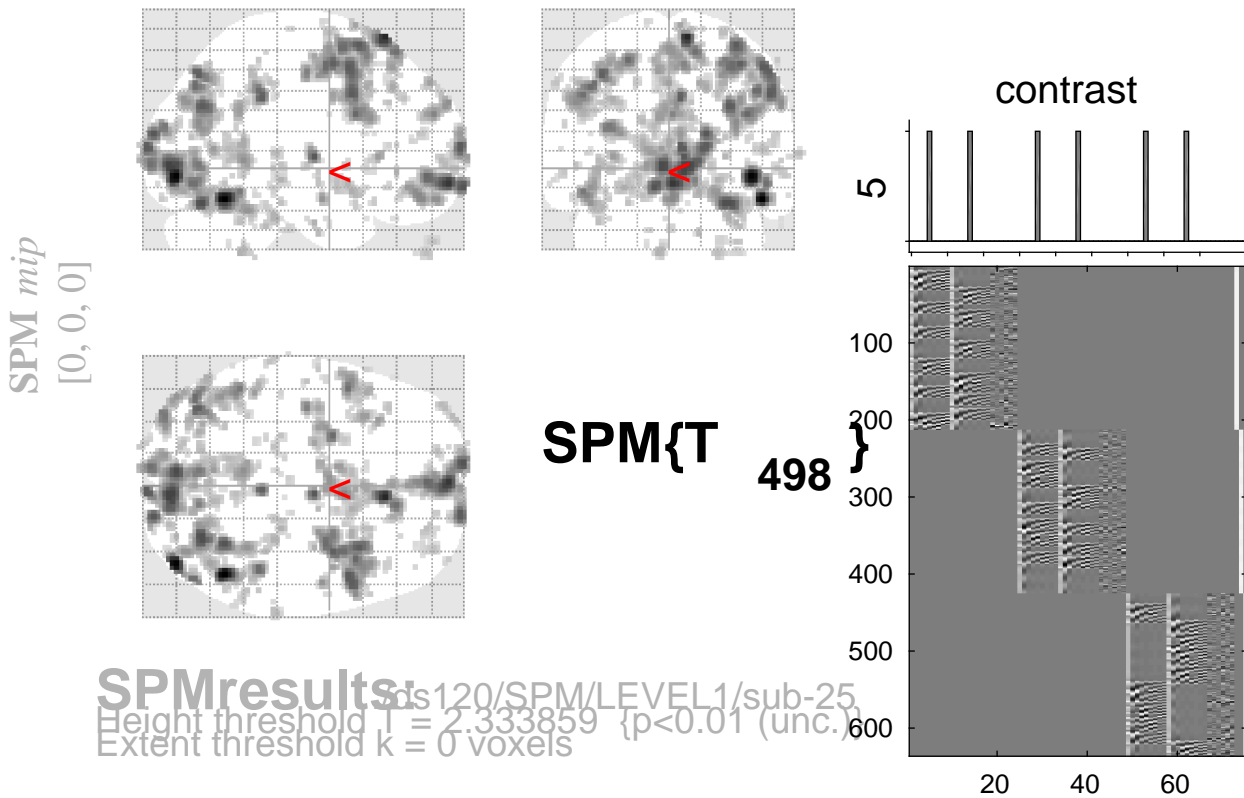 SPM mip
[0, 0, 0]
<
<
<
SPM{T498}
contrast
5
100
200
300
400
500
600
20
40
60
SPMresults: /ds120/SPM/LEVEL1/sub-25
Height threshold T = 2.333859 {p<0.01 (unc.)}
Extent threshold k = 0 voxels